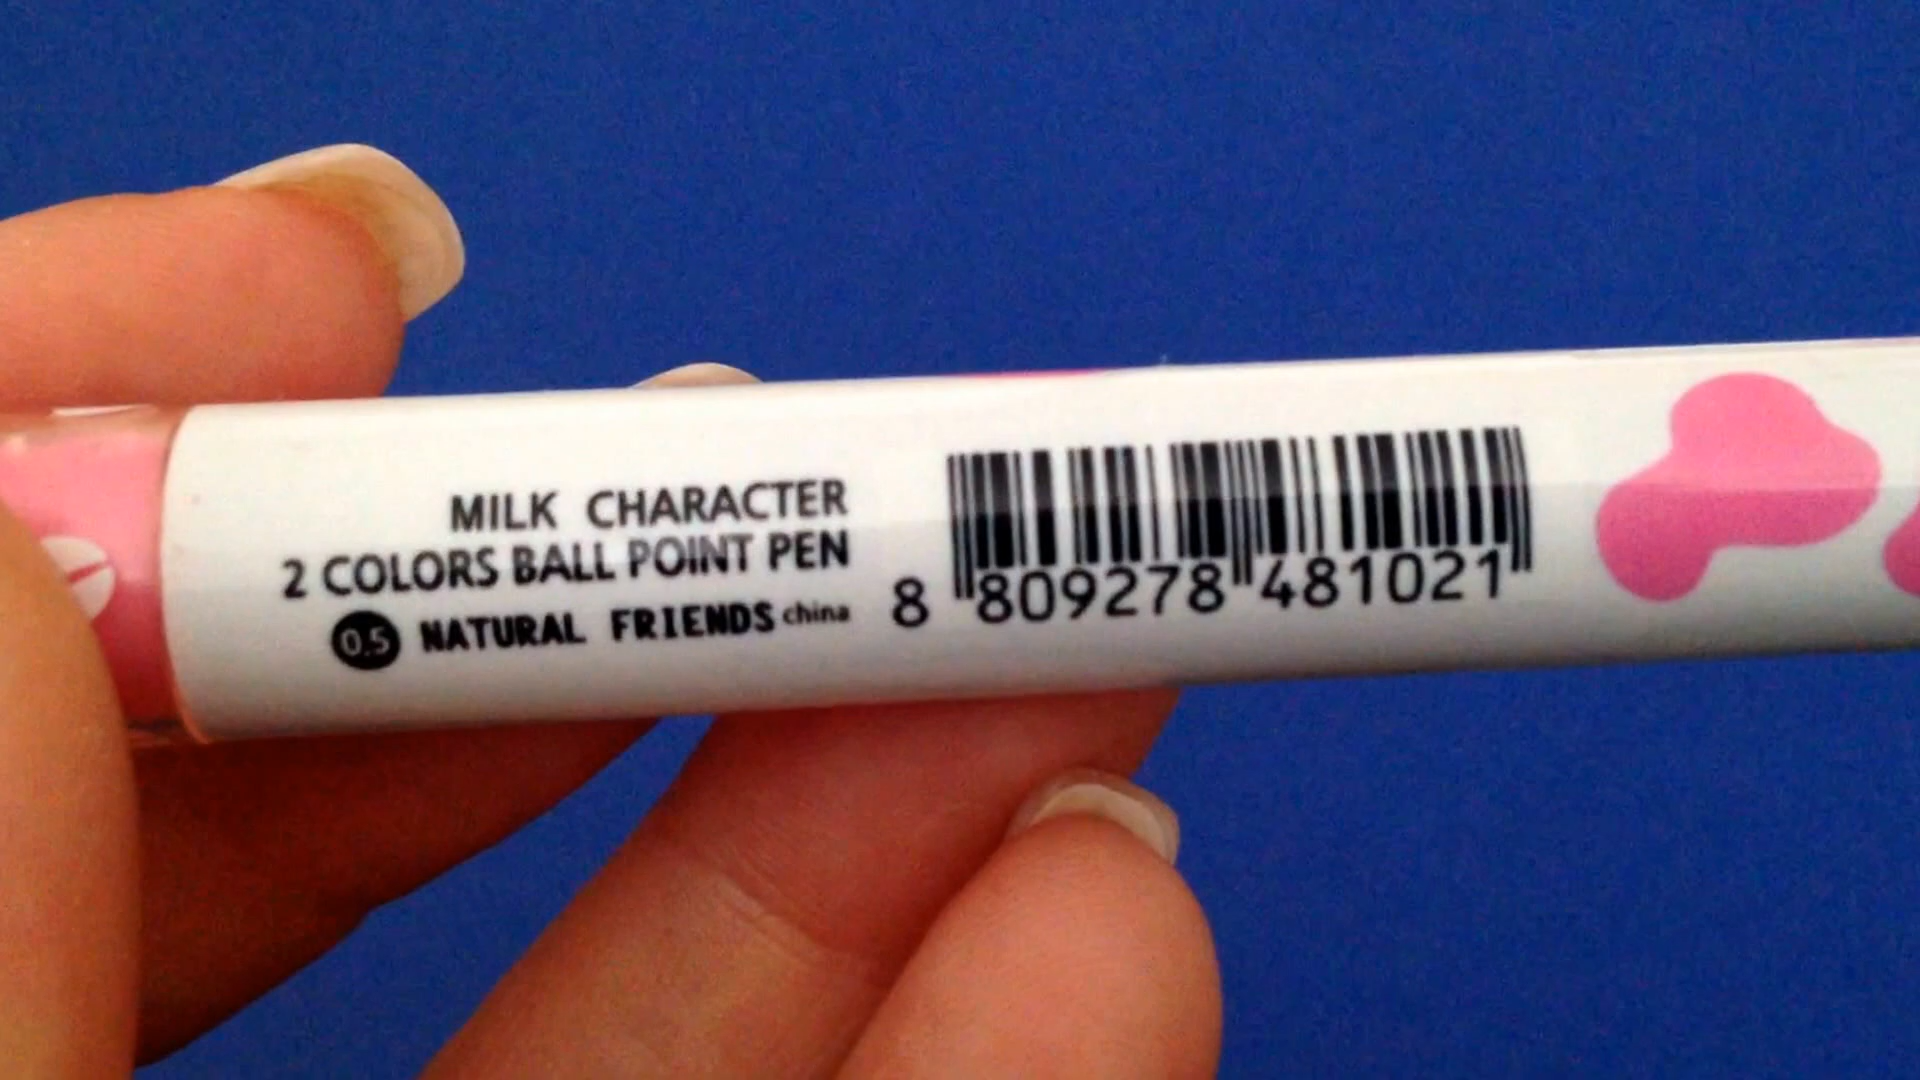 MILK CHARACTER
2 COLORS BALL POINT PEN
0.5 NATURAL FRIENDS china
8 809278 481021